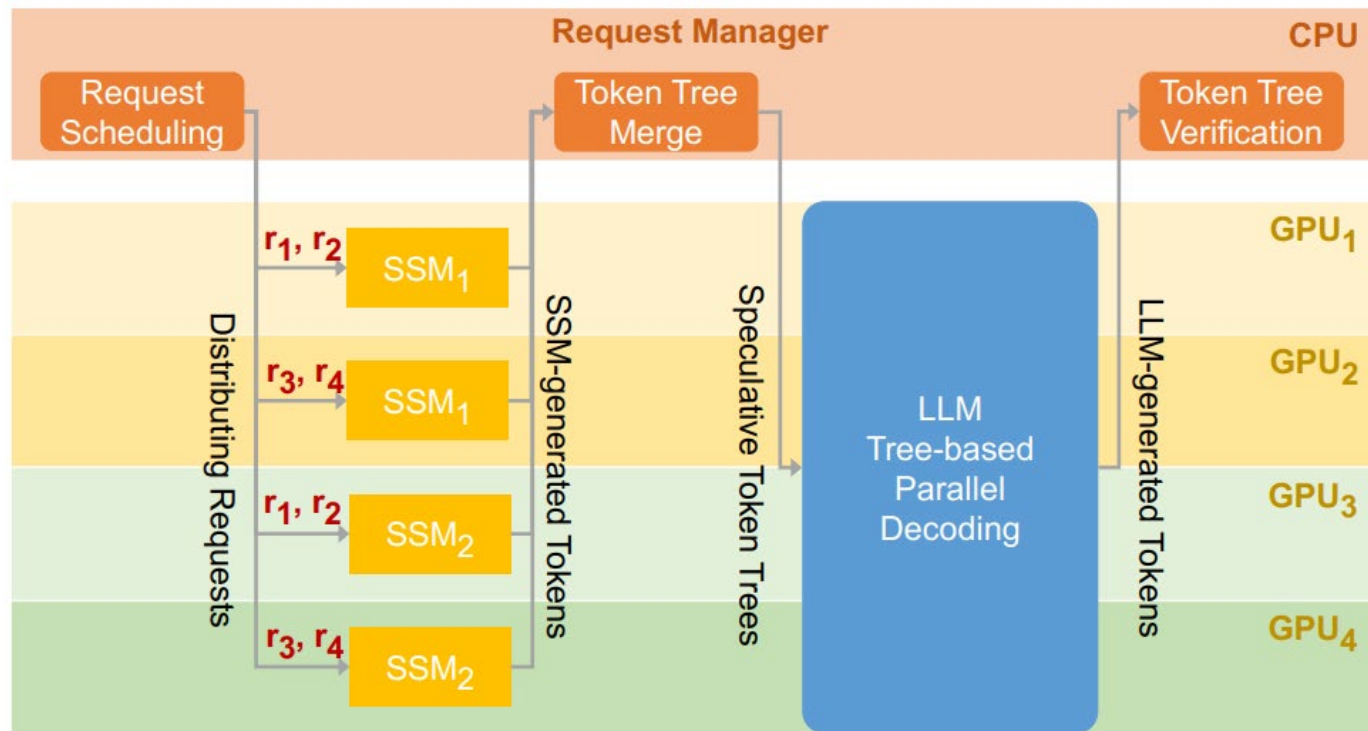 Request Manager
CPU
Request
Scheduling
Token Tree
Merge
Token Tree
Verification
GPU₁
r₁, r₂
SSM₁
GPU₂
r₃, r₄
SSM₁
GPU₃
r₁, r₂
SSM₂
GPU₄
r₃, r₄
SSM₂
Distributing Requests
SSM-generated Tokens
Speculative Token Trees
LLM
Tree-based
Parallel
Decoding
LLM-generated Tokens